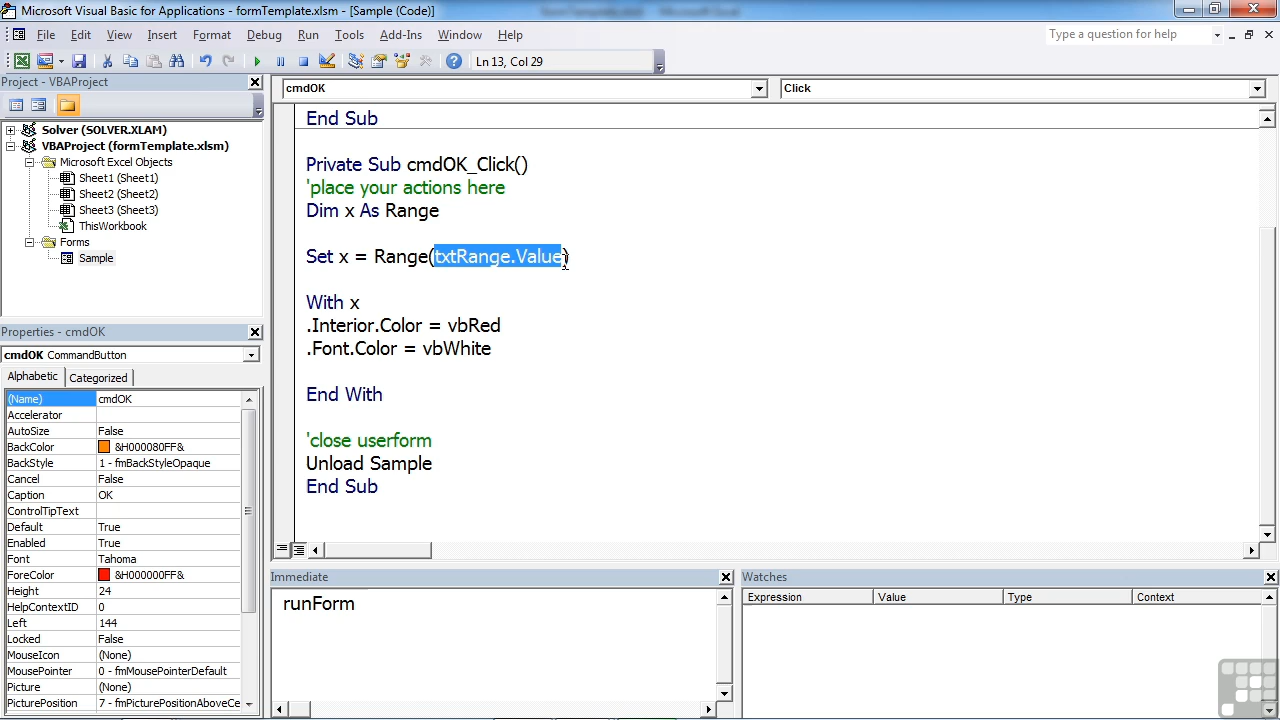 Microsoft Visual Basic for Applications - formTemplate.xlsm - [Sample (Code)]
File Edit View Insert Format Debug Run Tools Add-Ins Window Help
Type a question for help
Ln 13, Col 29
Project - VBAProject
Solver (SOLVER.XLAM)
VBAProject (formTemplate.xlsm)
Microsoft Excel Objects
Sheet1 (Sheet1)
Sheet2 (Sheet2)
Sheet3 (Sheet3)
ThisWorkbook
Forms
Sample
Properties - cmdOK
cmdOK CommandButton
Alphabetic Categorized
(Name) cmdOK
Accelerator
AutoSize False
BackColor &H000080FF&
BackStyle 1 - fmBackStyleOpaque
Cancel False
Caption OK
ControlTipText
Default True
Enabled True
Font Tahoma
ForeColor &H000000FF&
Height 24
HelpContextID 0
Left 144
Locked False
MouseIcon (None)
MousePointer 0 - fmMousePointerDefault
Picture (None)
PicturePosition 7 - fmPicturePositionAboveCe
cmdOK Click
End Sub
Private Sub cmdOK_Click()
'place your actions here
Dim x As Range
Set x = Range(txtRange.Value)
With x
.Interior.Color = vbRed
.Font.Color = vbWhite
End With
'close userform
Unload Sample
End Sub
Immediate
runForm
Watches
Expression Value Type Context